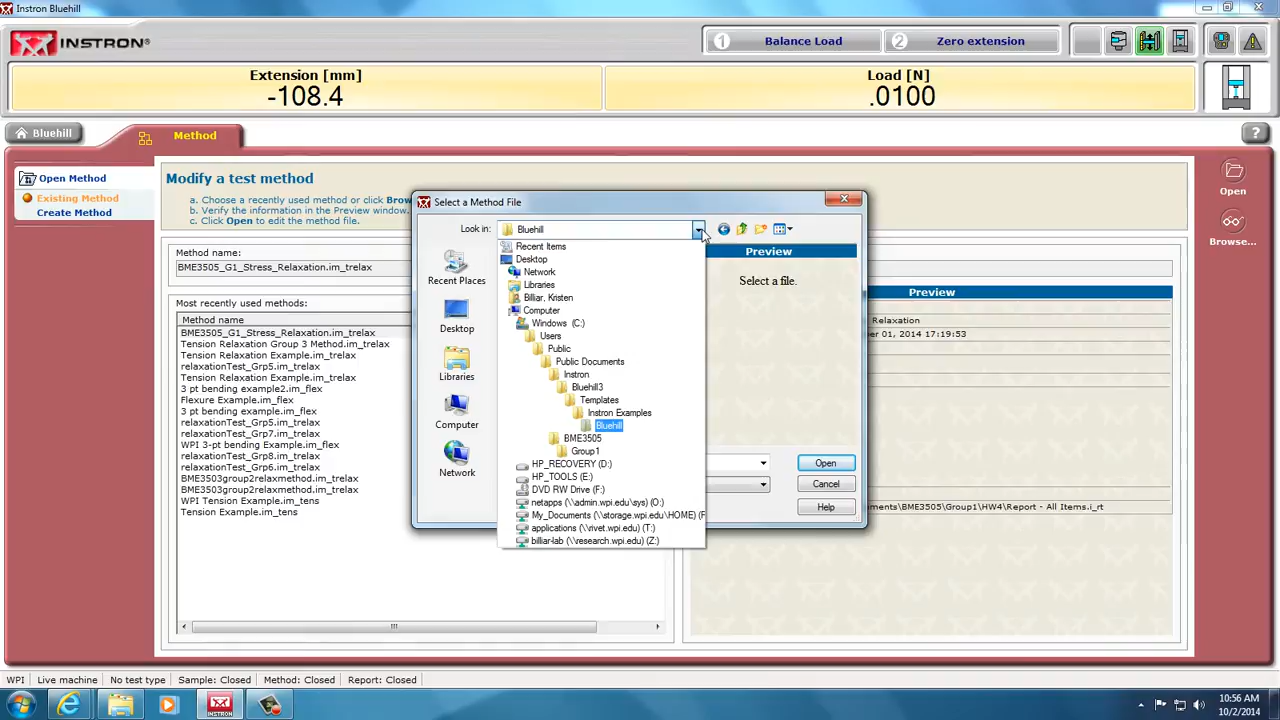 Instron Bluehill
INSTRON®
1 Balance Load
2 Zero extension
Extension [mm]
-108.4
Load [N]
.0100
Bluehill
Method
?
Open Method
Existing Method
Create Method
Modify a test method
a. Choose a recently used method or click Brow
b. Verify the information in the Preview window.
c. Click Open to edit the method file.
Open
Browse...
Method name:
BME3505_G1_Stress_Relaxation.im_trelax
Most recently used methods:
Method name
BME3505_G1_Stress_Relaxation.im_trelax
Tension Relaxation Group 3 Method.im_trelax
Tension Relaxation Example.im_trelax
relaxationTest_Grp5.im_trelax
Tension Relaxation Example.im_trelax
3 pt bending example2.im_flex
Flexure Example.im_flex
3 pt bending example.im_flex
relaxationTest_Grp5.im_trelax
relaxationTest_Grp7.im_trelax
WPI 3-pt bending Example.im_flex
relaxationTest_Grp6.im_trelax
relaxationTest_Grp8.im_trelax
BME3503group2relaxmethod.im_trelax
BME3503group2relaxmethod.im_trelax
WPI Tension Example.im_tens
Tension Example.im_tens
Select a Method File
Look in:
Bluehill
Recent Places
Desktop
Libraries
Computer
Network
Recent Items
Desktop
Network
Libraries
Billiar, Kristen
Computer
Windows (C:)
Users
Public
Public Documents
Instron
Bluehill3
Templates
Instron Examples
Bluehill
BME3505
Group1
HP_RECOVERY (D:)
HP_TOOLS (E:)
DVD RW Drive (F:)
netapps (\\admin.wpi.edu\sys) (O:)
My_Documents (\\storage.wpi.edu\HOME) (
applications (\\rivet.wpi.edu) (T:)
billiar-lab (\\research.wpi.edu) (Z:)
Preview
Select a file.
Open
Cancel
Help
Preview
Relaxation
er 01, 2014 17:19:53
ments\BME3505\Group1\HW4\Report - All Items.i_rt
WPI
Live machine
No test type
Sample: Closed
Method: Closed
Report: Closed
INSTRON
10:56 AM
10/2/2014